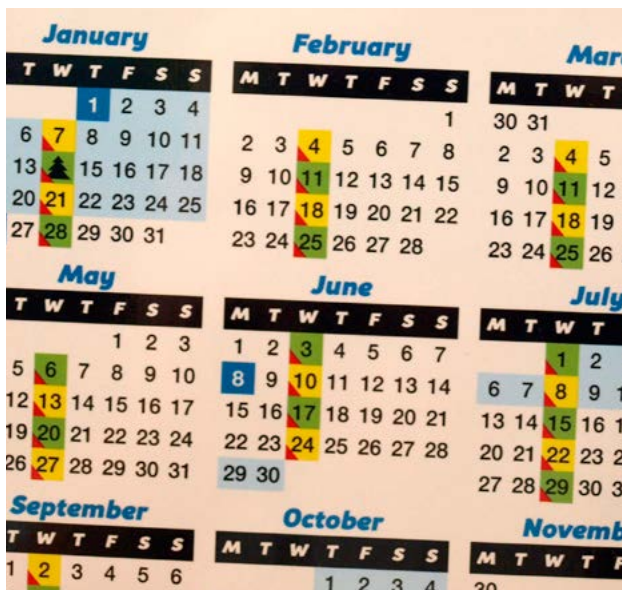 January
T W T F S S
1 2 3 4
6 7 8 9 10 11
13 15 16 17 18
20 21 22 23 24 25
27 28 29 30 31
February
M T W T F S S
1
2 3 4 5 6 7 8
9 10 11 12 13 14 15
16 17 18 19 20 21 22
23 24 25 26 27 28
Mar
M T W T
30 31
2 3 4 5
9 10 11 12
16 17 18 19
23 24 25 26
May
T W T F S S
1 2 3
5 6 7 8 9 10
12 13 14 15 16 17
19 20 21 22 23 24
26 27 28 29 30 31
June
M T W T F S S
1 2 3 4 5 6 7
8 9 10 11 12 13 14
15 16 17 18 19 20 21
22 23 24 25 26 27 28
29 30
July
M T W T
1 2
6 7 8 9
13 14 15 16
20 21 22 23
27 28 29 30
September
T W T F S S
1 2 3 4 5 6
October
M T W T F S S
1 2 3 4
Novemb
M T W T F
30